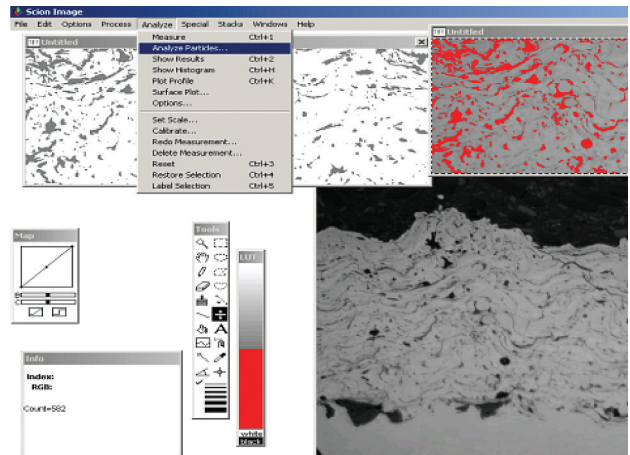 Scion Image
File Edit Options Process Analyze Special Stacks Windows Help
Untitled
Measure Ctrl+1
Analyze Particles...
Show Results Ctrl+2
Show Histogram Ctrl+H
Plot Profile Ctrl+K
Surface Plot...
Options...
Set Scale...
Calibrate...
Redo Measurement...
Delete Measurement...
Reset Ctrl+3
Restore Selection Ctrl+4
Label Selection Ctrl+5
Untitled
Map
Tools
A
LUT
white
black
Info
Index:
RGB:
Count=582